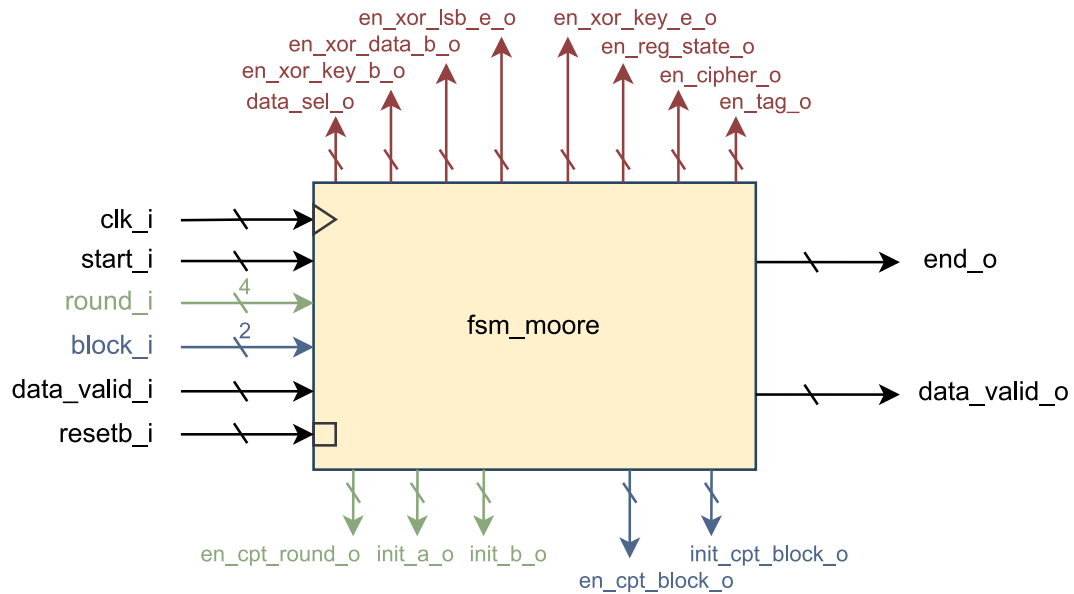 en_xor_lsb_e_o
en_xor_key_e_o
en_xor_data_b_o
en_reg_state_o
en_xor_key_b_o
en_cipher_o
data_sel_o
en_tag_o
clk_i
start_i
end_o
round_i
4
fsm_moore
block_i
2
data_valid_i
data_valid_o
resetb_i
en_cpt_round_o
init_a_o
init_b_o
init_cpt_block_o
en_cpt_block_o